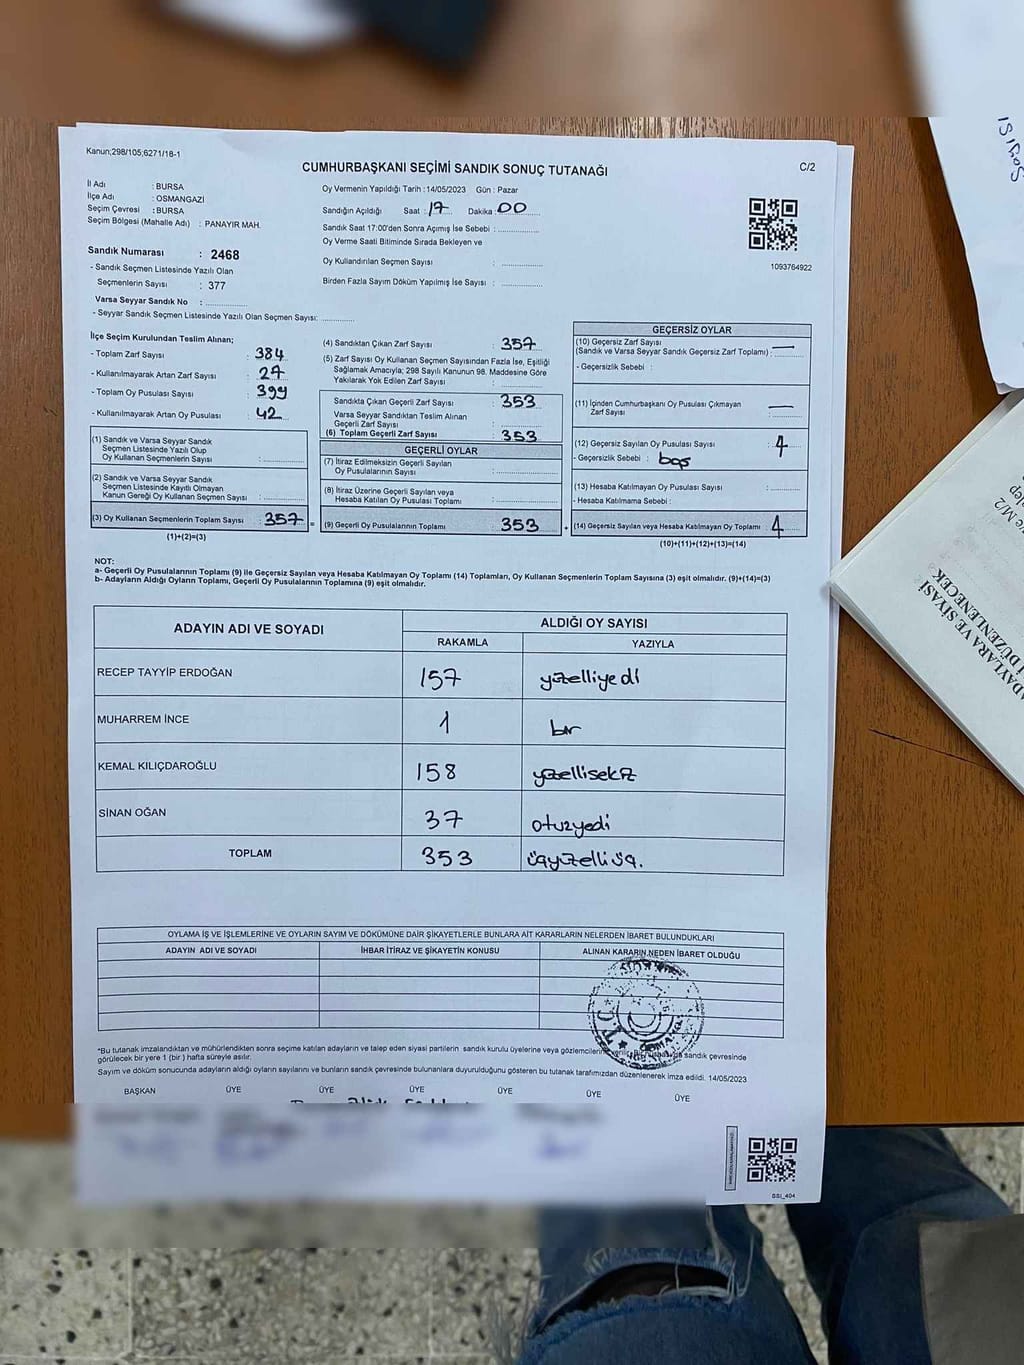 Kanun;298/105;6271/18-1
CUMHURBAŞKANI SEÇİMİ SANDIK SONUÇ TUTANAĞI
C/2
İl Adı : BURSA
İlçe Adı : OSMANGAZİ
Seçim Çevresi : BURSA
Seçim Bölgesi (Mahalle Adı) : PANAYIR MAH.
Sandık Numarası : 2468
- Sandık Seçmen Listesinde Yazılı Olan
Seçmenlerin Sayısı : 377
Varsa Seyyar Sandık No :
- Seyyar Sandık Seçmen Listesinde Yazılı Olan Seçmen Sayısı:
Oy Vermenin Yapıldığı Tarih : 14/05/2023 Gün : Pazar
Sandığın Açıldığı Saat : 17 Dakika : 00
Sandık Saat 17:00'den Sonra Açımış İse Sebebi :
Oy Verme Saati Bitiminde Sırada Bekleyen ve
Oy Kullandırılan Seçmen Sayısı :
Birden Fazla Sayım Döküm Yapılmış İse Sayısı :
1093764922
İlçe Seçim Kurulundan Teslim Alınan;
- Toplam Zarf Sayısı : 384
- Kullanılmayarak Artan Zarf Sayısı : 27
- Toplam Oy Pusulası Sayısı : 399
- Kullanılmayarak Artan Oy Pusulası : 42
(1) Sandık ve Varsa Seyyar Sandık
Seçmen Listesinde Yazılı Olup
Oy Kullanan Seçmenlerin Sayısı :
(2) Sandık ve Varsa Seyyar Sandık
Seçmen Listesinde Kayıtlı Olmayan
Kanun Gereği Oy Kullanan Seçmen Sayısı :
(3) Oy Kullanan Seçmenlerin Toplam Sayısı : 357
(1)+(2)=(3)
(4) Sandıktan Çıkan Zarf Sayısı : 357
(5) Zarf Sayısı Oy Kullanan Seçmen Sayısından Fazla İse, Eşitliği
Sağlamak Amacıyla; 298 Sayılı Kanunun 98. Maddesine Göre
Yakılarak Yok Edilen Zarf Sayısı :
Sandıkta Çıkan Geçerli Zarf Sayısı : 353
Varsa Seyyar Sandıktan Teslim Alınan
Geçerli Zarf Sayısı :
(6) Toplam Geçerli Zarf Sayısı : 353
GEÇERLİ OYLAR
(7) İtiraz Edilmeksizin Geçerli Sayılan
Oy Pusulalarının Sayısı :
(8) İtiraz Üzerine Geçerli Sayılan veya
Hesaba Katılan Oy Pusulası Toplamı :
= (9) Geçerli Oy Pusulalarının Toplamı : 353 +
GEÇERSİZ OYLAR
(10) Geçersiz Zarf Sayısı
(Sandık ve Varsa Seyyar Sandık Geçersiz Zarf Toplamı) : —
- Geçersizlik Sebebi :
(11) İçinden Cumhurbaşkanı Oy Pusulası Çıkmayan
Zarf Sayısı : —
(12) Geçersiz Sayılan Oy Pusulası Sayısı : 4
- Geçersizlik Sebebi : boş
(13) Hesaba Katılmayan Oy Pusulası Sayısı :
- Hesaba Katılmama Sebebi :
(14) Geçersiz Sayılan veya Hesaba Katılmayan Oy Toplamı : 4
(10)+(11)+(12)+(13)=(14)
NOT:
a- Geçerli Oy Pusulalarının Toplamı (9) ile Geçersiz Sayılan veya Hesaba Katılmayan Oy Toplamı (14) Toplamları, Oy Kullanan Seçmenlerin Toplam Sayısına (3) eşit olmalıdır. (9)+(14)=(3)
b- Adayların Aldığı Oyların Toplamı, Geçerli Oy Pusulalarının Toplamına (9) eşit olmalıdır.
ADAYIN ADI VE SOYADI ALDIĞI OY SAYISI
RAKAMLA YAZIYLA
RECEP TAYYİP ERDOĞAN 157 yüzelliyedi
MUHARREM İNCE 1 bir
KEMAL KILIÇDAROĞLU 158 yüzellisekiz
SİNAN OĞAN 37 otuzyedi
TOPLAM 353 üçyüzelliüç.
OYLAMA İŞ VE İŞLEMLERİNE VE OYLARIN SAYIM VE DÖKÜMÜNE DAİR ŞİKAYETLERLE BUNLARA AİT KARARLARIN NELERDEN İBARET BULUNDUKLARI
ADAYIN ADI VE SOYADI İHBAR İTİRAZ VE ŞİKAYETİN KONUSU ALINAN KARARIN NEDEN İBARET OLDUĞU
T.C.
*Bu tutanak imzalandıktan ve mühürlendikten sonra seçime katılan adayların ve talep eden siyasi partilerin sandık kurulu üyelerine veya gözlemcilerine verilir. Bir sandık çevresinde
görülecek bir yere 1 (bir) hafta süreyle asılır.
Sayım ve döküm sonucunda adayların aldığı oyların sayılarını ve bunların sandık çevresinde bulunanlara duyurulduğunu gösteren bu tutanak tarafımızdan düzenlenerek imza edildi. 14/05/2023
BAŞKAN ÜYE ÜYE ÜYE ÜYE ÜYE ÜYE
SSI_404
Sayısı
ve M/2
ADAYLARA VE SİYASİ
DÜZENLENECEK